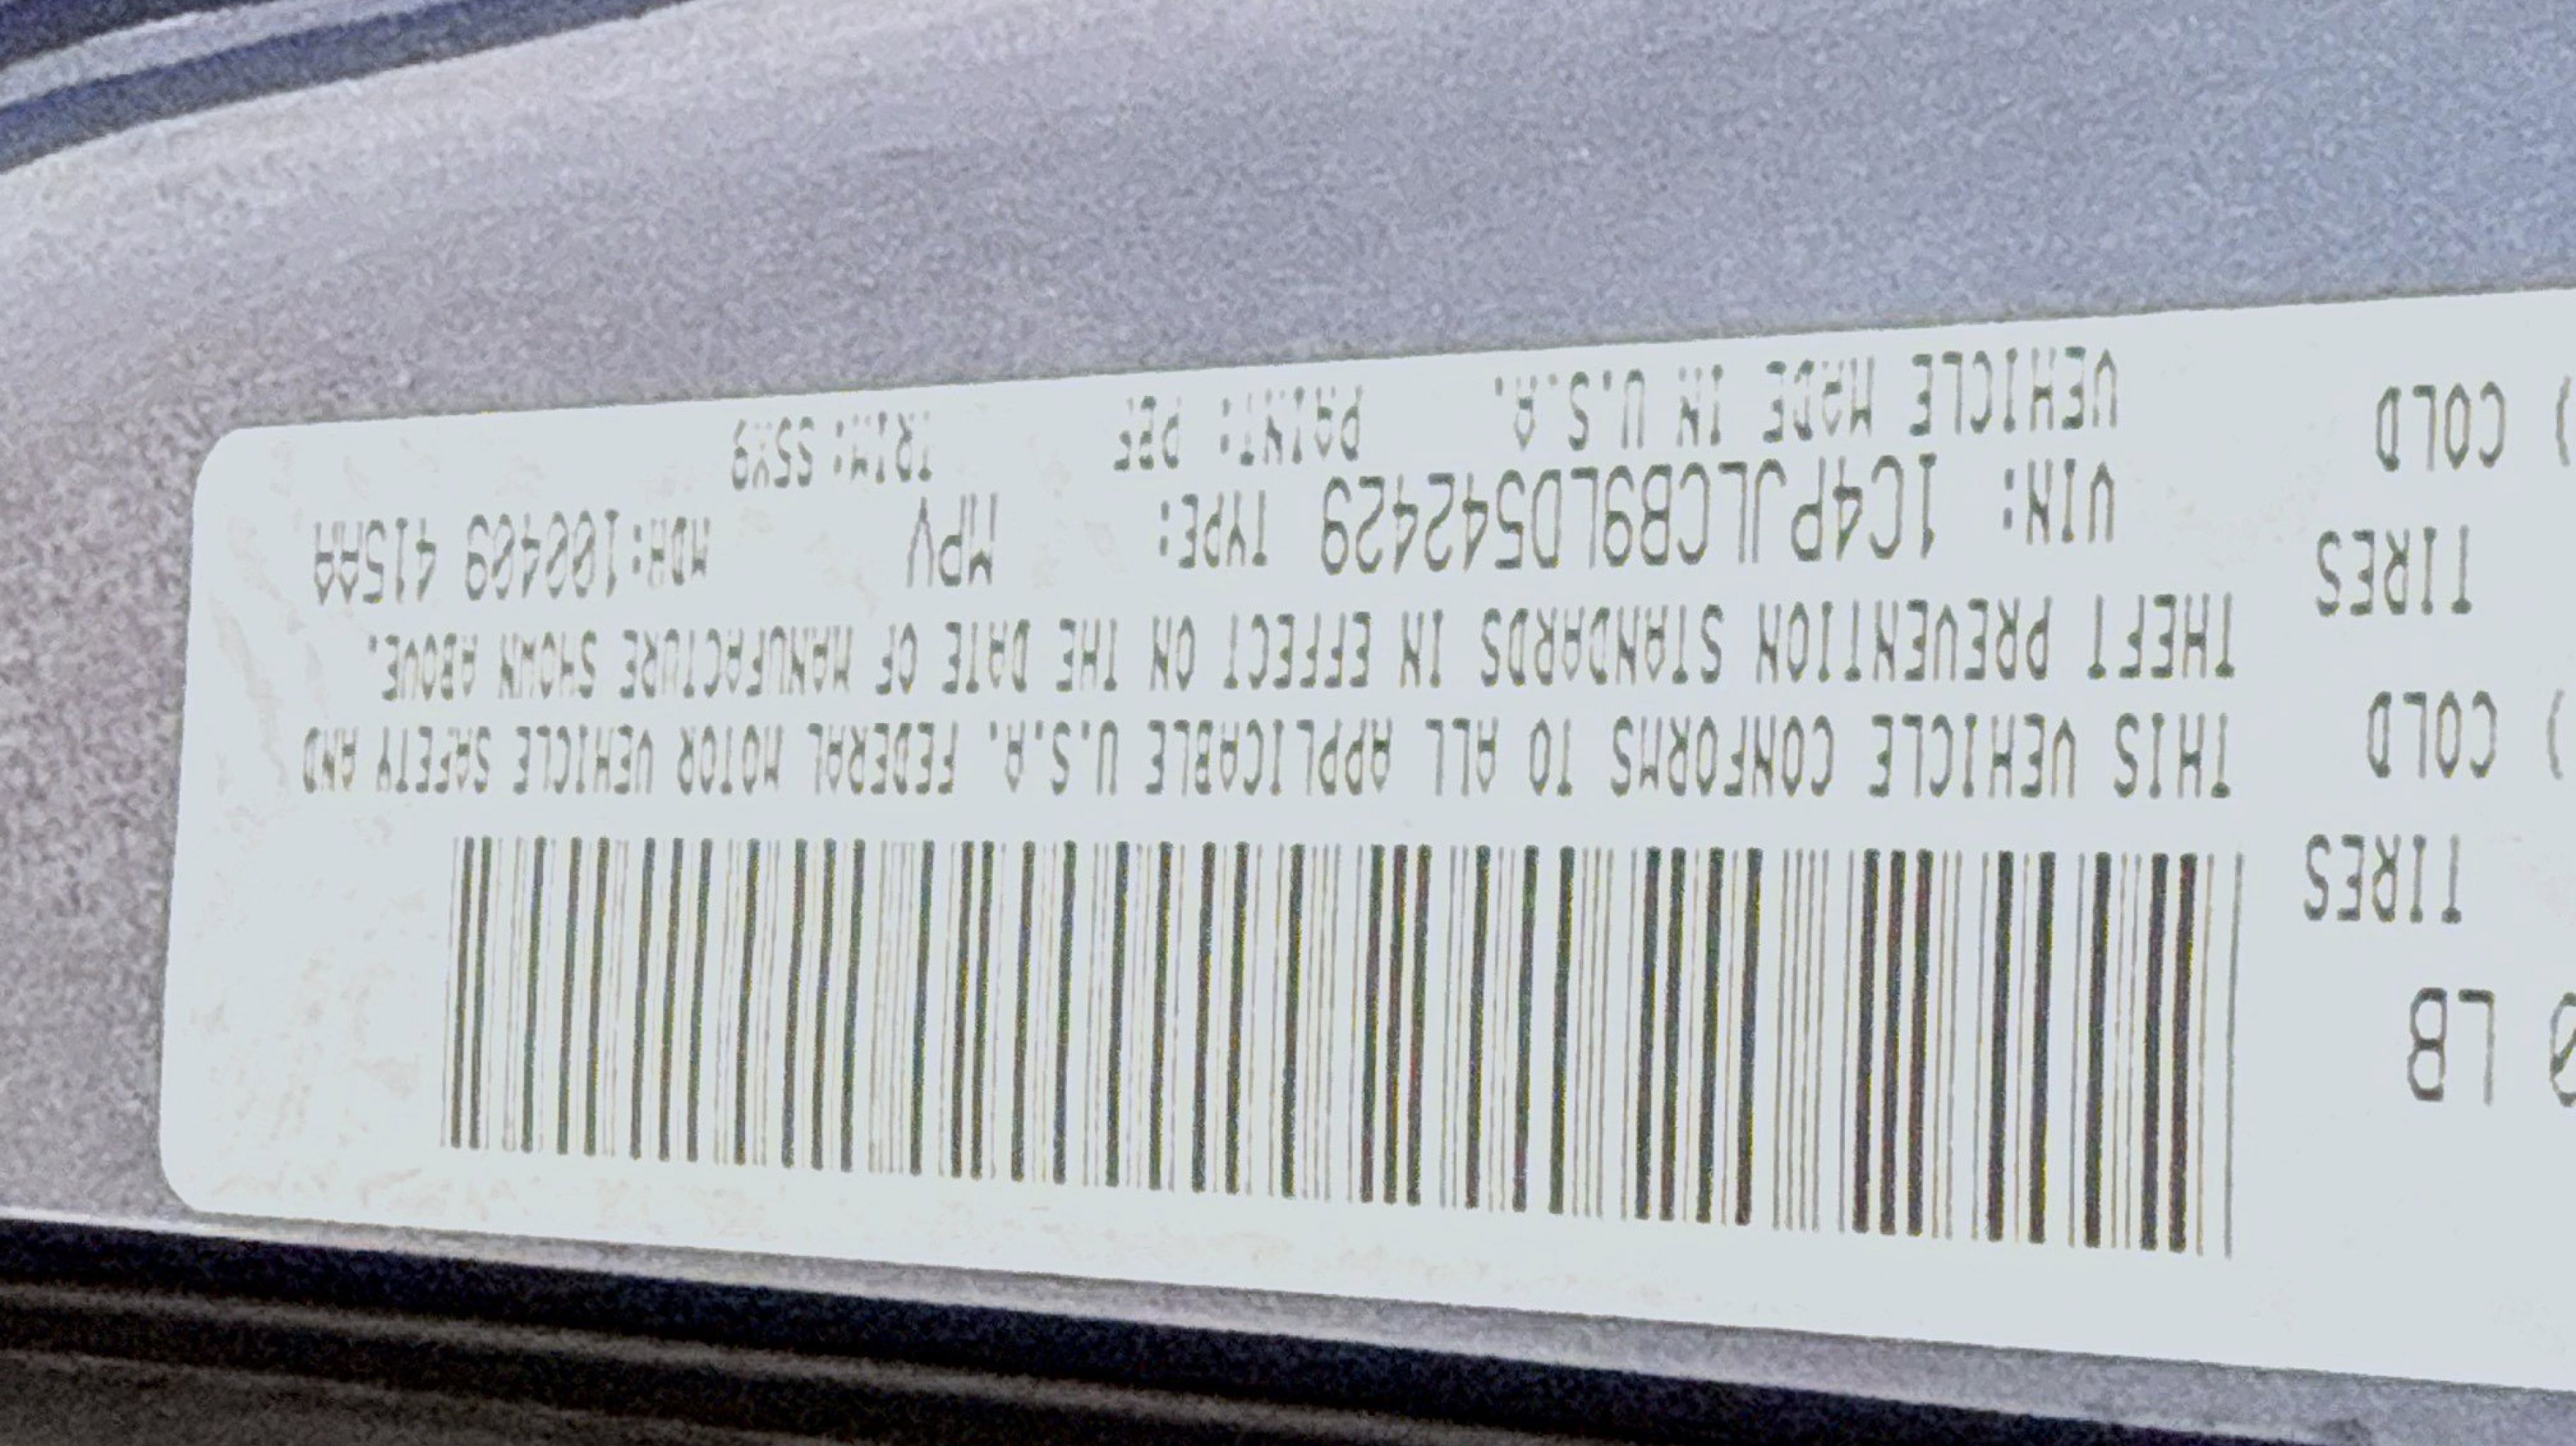 0 LB
TIRES
) COLD
TIRES
) COLD
THIS VEHICLE CONFORMS TO ALL APPLICABLE U.S.A. FEDERAL MOTOR VEHICLE SAFETY AND
THEFT PREVENTION STANDARDS IN EFFECT ON THE DATE OF MANUFACTURE SHOWN ABOVE.
VIN: 1C4PJLCB9LD542429 TYPE: MPV MDH:100409 415AA
VEHICLE MADE IN U.S.A. PAINT: TRIM: